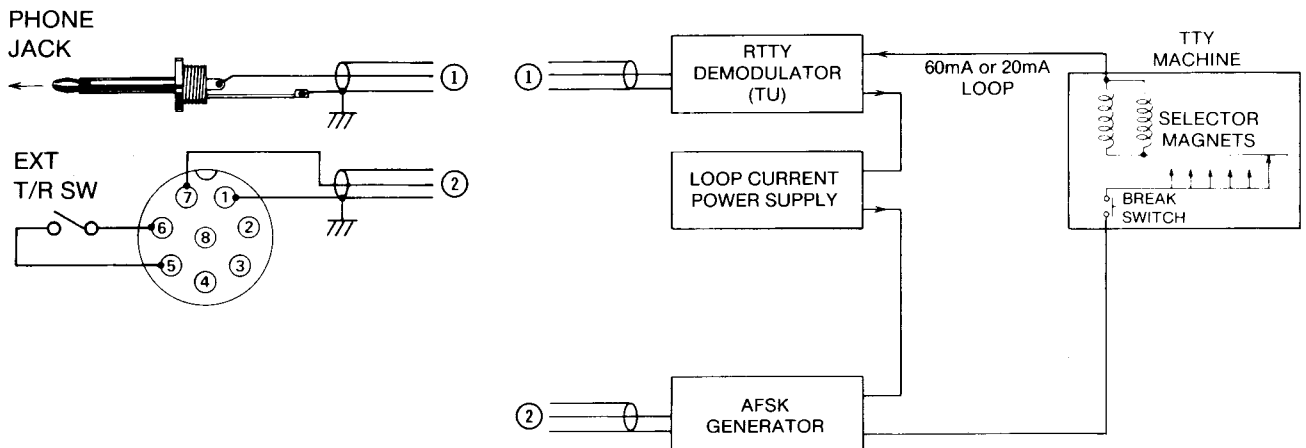 PHONE
JACK
1
EXT
T/R SW
7
1
6
8
2
5
4
3
2
1
RTTY
DEMODULATOR
(TU)
60mA or 20mA
LOOP
TTY
MACHINE
SELECTOR
MAGNETS
BREAK
SWITCH
LOOP CURRENT
POWER SUPPLY
2
AFSK
GENERATOR